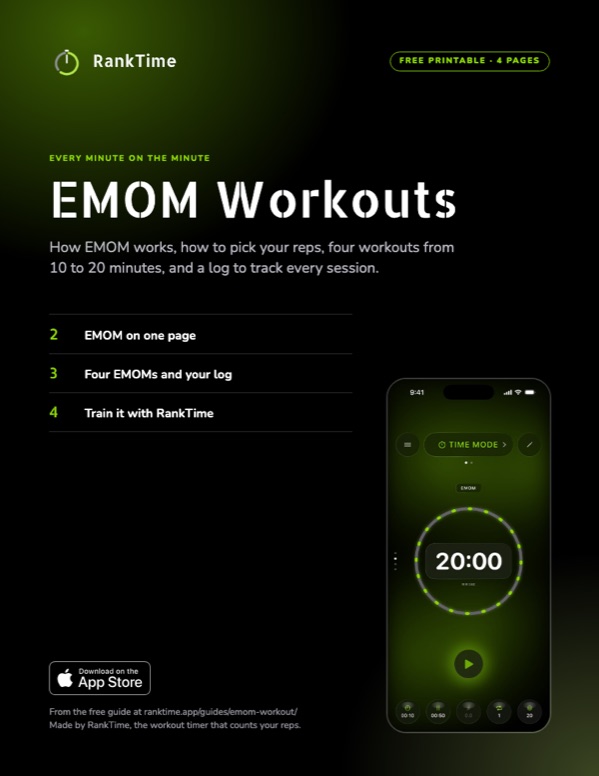 RankTime
FREE PRINTABLE · 4 PAGES
EVERY MINUTE ON THE MINUTE
EMOM Workouts
How EMOM works, how to pick your reps, four workouts from
10 to 20 minutes, and a log to track every session.
2 EMOM on one page
3 Four EMOMs and your log
4 Train it with RankTime
9:41
TIME MODE
EMOM
20:00
00:10 00:50 1 20
Download on the
App Store
From the free guide at ranktime.app/guides/emom-workout/
Made by RankTime, the workout timer that counts your reps.